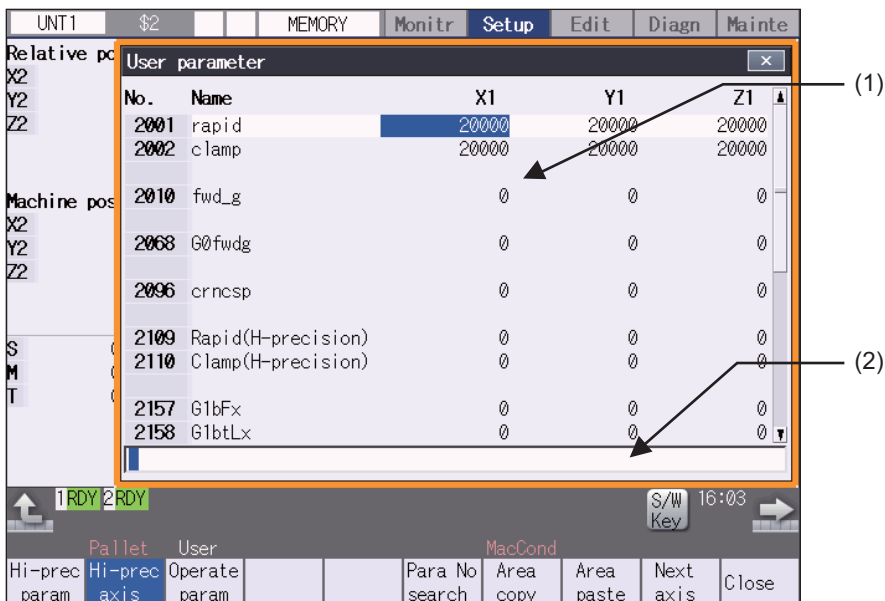 UNT1 $2 MEMORY Monitr Setup Edit Diagn Mainte
Relative po
User parameter
X2
Y2
Z2
No. Name X1 Y1 Z1
2001 rapid 20000 20000 20000
2002 clamp 20000 20000 20000
2010 fwd_g 0 0 0
2068 G0fwdg 0 0 0
2096 crncsp 0 0 0
2109 Rapid(H-precision) 0 0 0
2110 Clamp(H-precision) 0 0 0
2157 G1bFx 0 0 0
2158 G1btLx 0 0 0
Machine pos
X2
Y2
Z2
S 0
M 0
T 0
(1)
(2)
1RDY 2RDY S/W Key 16:03
Pallet User MacCond
Hi-prec param
Hi-prec axis
Operate param
Para No search
Area copy
Area paste
Next axis
Close